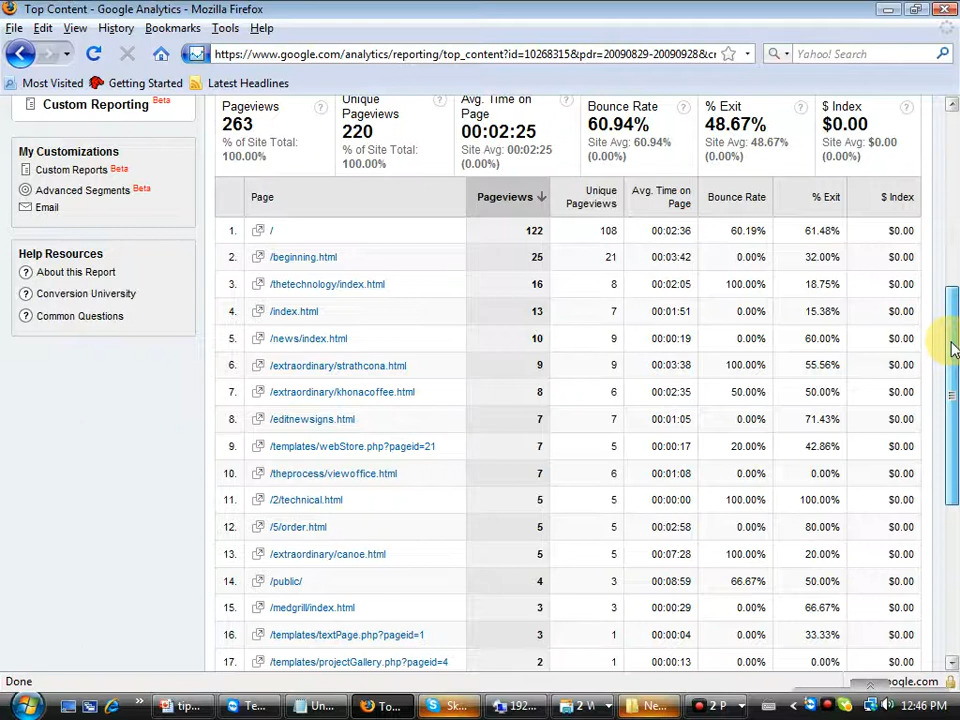 Top Content - Google Analytics - Mozilla Firefox
File Edit View History Bookmarks Tools Help
https://www.google.com/analytics/reporting/top_content?id=10268315&pdr=20090829-20090928&cr
Yahoo! Search
Most Visited Getting Started Latest Headlines
Custom Reporting Beta
My Customizations
Custom Reports Beta
Advanced Segments Beta
Email
Help Resources
About this Report
Conversion University
Common Questions
Pageviews ? Unique Pageviews ? Avg. Time on Page ? Bounce Rate ? % Exit ? $ Index ?
263 220 00:02:25 60.94% 48.67% $0.00
% of Site Total: 100.00% % of Site Total: 100.00% Site Avg: 00:02:25 (0.00%) Site Avg: 60.94% (0.00%) Site Avg: 48.67% (0.00%) Site Avg: $0.00 (0.00%)
Page Pageviews Unique Pageviews Avg. Time on Page Bounce Rate % Exit $ Index
1. / 122 108 00:02:36 60.19% 61.48% $0.00
2. /beginning.html 25 21 00:03:42 0.00% 32.00% $0.00
3. /thetechnology/index.html 16 8 00:02:05 100.00% 18.75% $0.00
4. /index.html 13 7 00:01:51 0.00% 15.38% $0.00
5. /news/index.html 10 9 00:00:19 0.00% 60.00% $0.00
6. /extraordinary/strathcona.html 9 9 00:03:38 100.00% 55.56% $0.00
7. /extraordinary/khonacoffee.html 8 6 00:02:35 50.00% 50.00% $0.00
8. /editnewsigns.html 7 7 00:01:05 0.00% 71.43% $0.00
9. /templates/webStore.php?pageid=21 7 5 00:00:17 20.00% 42.86% $0.00
10. /theprocess/viewoffice.html 7 6 00:01:08 0.00% 0.00% $0.00
11. /2/technical.html 5 5 00:00:00 100.00% 100.00% $0.00
12. /5/order.html 5 5 00:02:58 0.00% 80.00% $0.00
13. /extraordinary/canoe.html 5 5 00:07:28 100.00% 20.00% $0.00
14. /public/ 4 3 00:08:59 66.67% 50.00% $0.00
15. /medgrill/index.html 3 3 00:00:29 0.00% 66.67% $0.00
16. /templates/textPage.php?pageid=1 3 1 00:00:04 0.00% 33.33% $0.00
17. /templates/projectGallery.php?pageid=4 2 1 00:00:13 0.00% 0.00% $0.00
Done
oogle.com
tip... Te... Un... To... Sk... 192... 2 W Ne... 2 P 12:46 PM